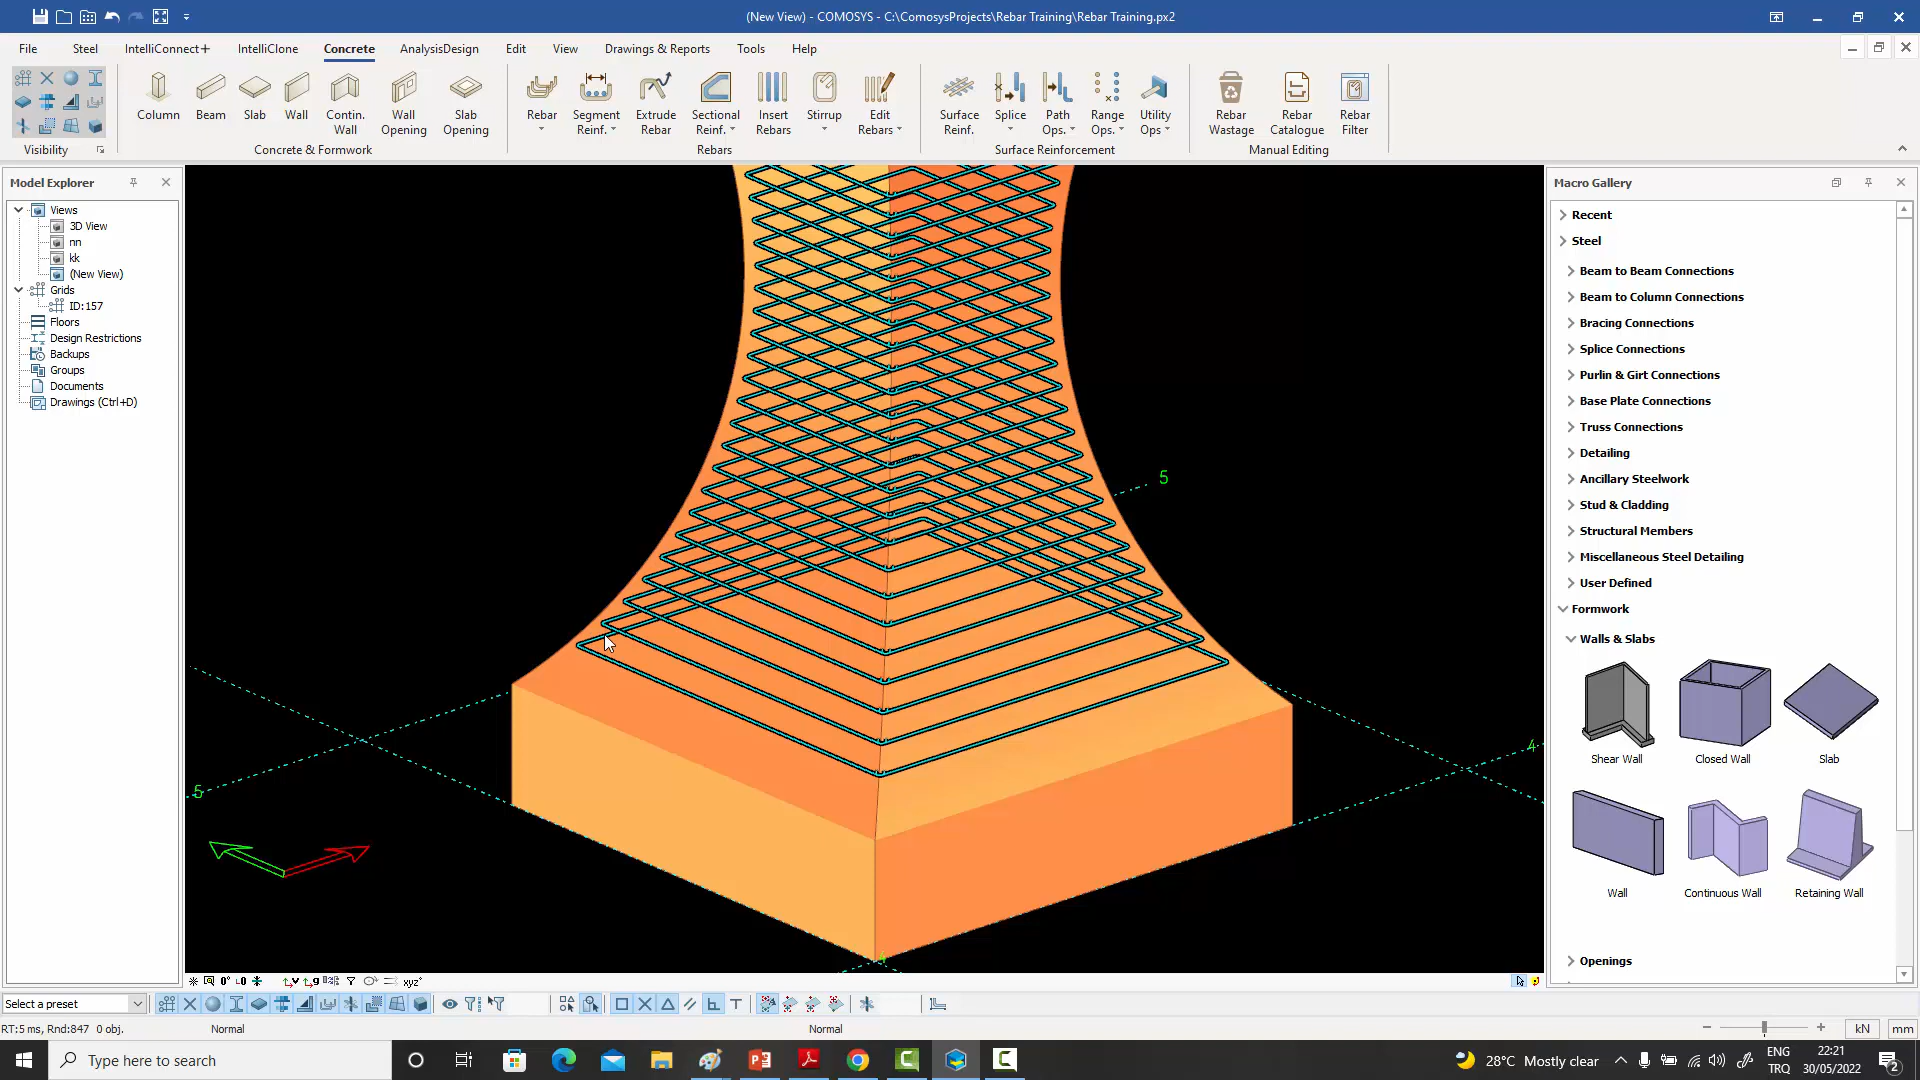 (New View) - COMOSYS - C:\ComosysProjects\Rebar Training\Rebar Training.px2
File Steel IntelliConnect+ IntelliClone Concrete AnalysisDesign Edit View Drawings & Reports Tools Help
Column Beam Slab Wall Contin. Wall Wall Opening Slab Opening
Rebar Segment Reinf. Extrude Rebar Sectional Reinf. Insert Rebars Stirrup Edit Rebars
Surface Reinf. Splice Path Ops. Range Ops. Utility Ops
Rebar Wastage Rebar Catalogue Rebar Filter
Visibility Concrete & Formwork Rebars Surface Reinforcement Manual Editing
Model Explorer
Views
3D View
nn
kk
(New View)
Grids
ID:157
Floors
Design Restrictions
Backups
Groups
Documents
Drawings (Ctrl+D)
5
4
5
4
Macro Gallery
Recent
Steel
Beam to Beam Connections
Beam to Column Connections
Bracing Connections
Splice Connections
Purlin & Girt Connections
Base Plate Connections
Truss Connections
Detailing
Ancillary Steelwork
Stud & Cladding
Structural Members
Miscellaneous Steel Detailing
User Defined
Formwork
Walls & Slabs
Shear Wall Closed Wall Slab
Wall Continuous Wall Retaining Wall
Openings
xyz
Select a preset
RT:5 ms, Rnd:847 0 obj. Normal Normal kN mm
Type here to search
28°C Mostly clear
ENG
TRQ
22:21
30/05/2022
2